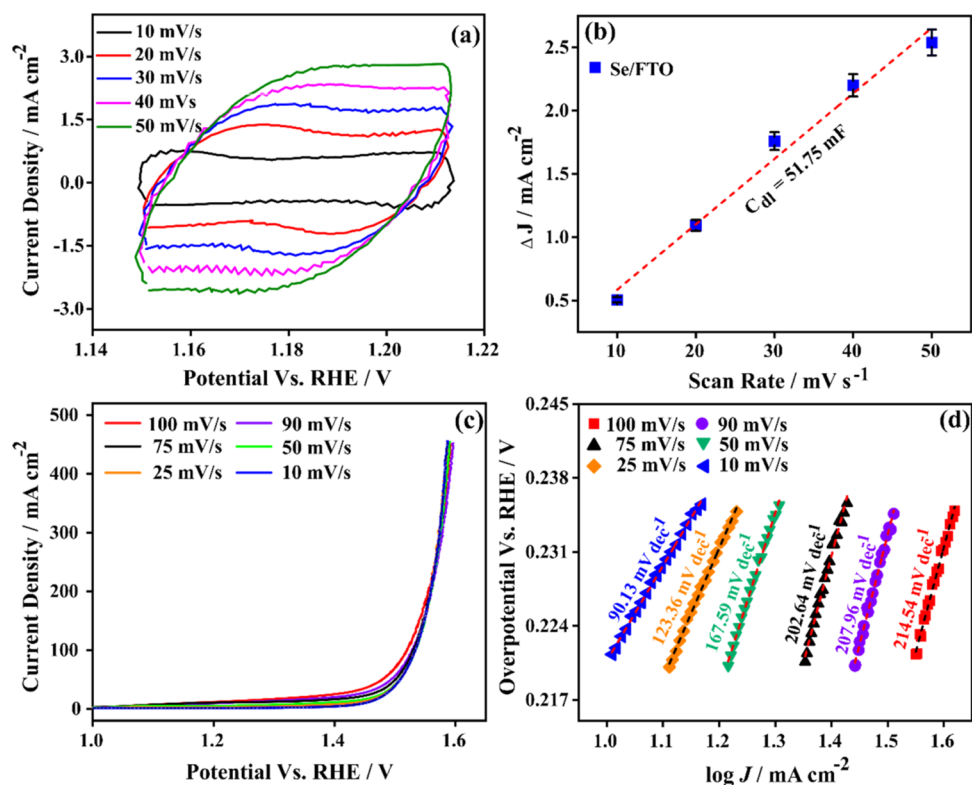 (a)
10 mV/s
20 mV/s
30 mV/s
40 mVs
50 mV/s
3.0
1.5
0.0
-1.5
-3.0
Current Density / mA cm-2
1.14 1.16 1.18 1.20 1.22
Potential Vs. RHE / V
(b)
Se/FTO
Cdl = 51.75 mF
2.5
2.0
1.5
1.0
0.5
Δ J / mA cm-2
10 20 30 40 50
Scan Rate / mV s-1
(c)
100 mV/s 90 mV/s
75 mV/s 50 mV/s
25 mV/s 10 mV/s
500
400
300
200
100
0
Current Density / mA cm-2
1.0 1.2 1.4 1.6
Potential Vs. RHE / V
(d)
100 mV/s 90 mV/s
75 mV/s 50 mV/s
25 mV/s 10 mV/s
90.13 mV dec-1
123.36 mV dec-1
167.59 mV dec-1
202.64 mV dec-1
207.96 mV dec-1
214.54 mV dec-1
0.245
0.238
0.231
0.224
0.217
Overpotential Vs. RHE / V
1.0 1.1 1.2 1.3 1.4 1.5 1.6
log J / mA cm-2